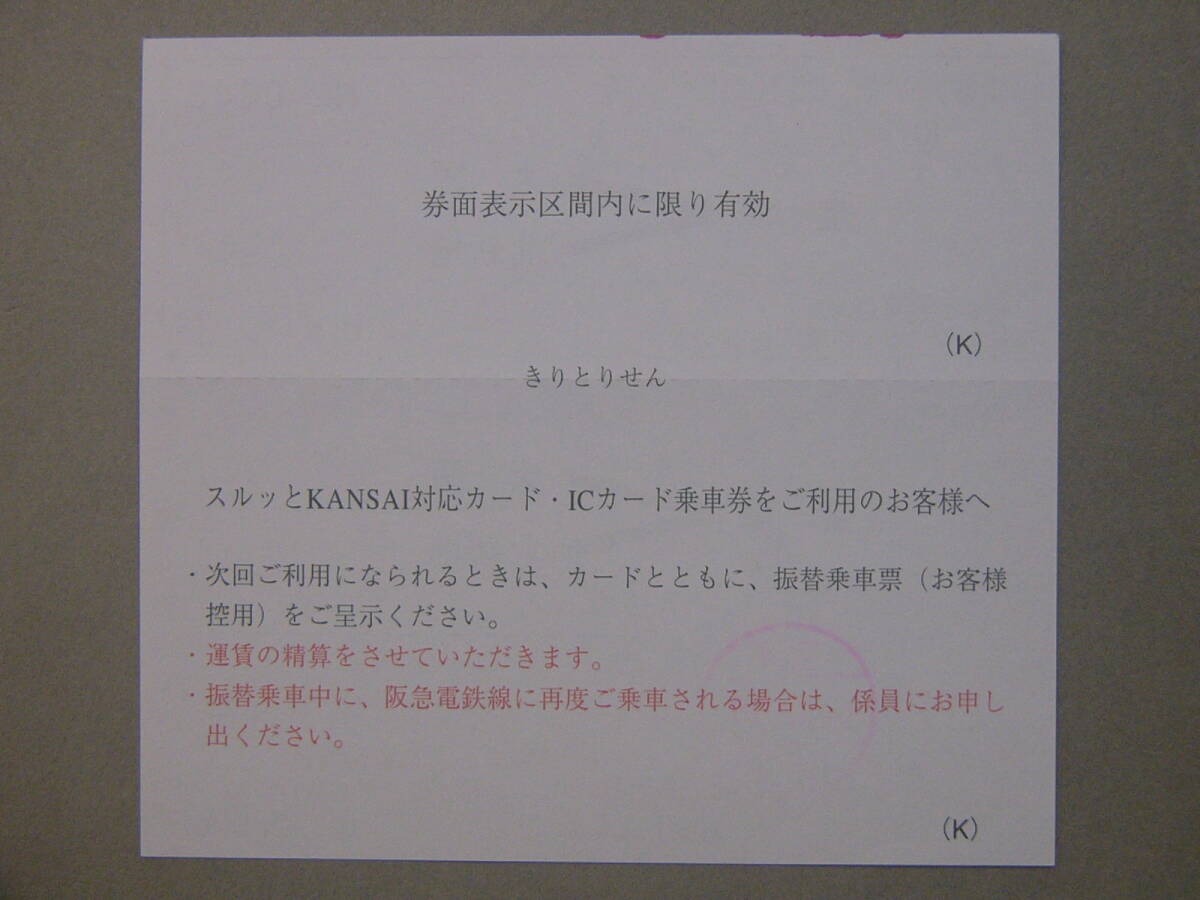 券面表示区間内に限り有効
(K)
きりとりせん
スルッとKANSAI対応カード・ICカード乗車券をご利用のお客様へ
・次回ご利用になられるときは、カードとともに、振替乗車票（お客様
控用）をご呈示ください。
・運賃の精算をさせていただきます。
・振替乗車中に、阪急電鉄線に再度ご乗車される場合は、係員にお申し
出ください。
(K)